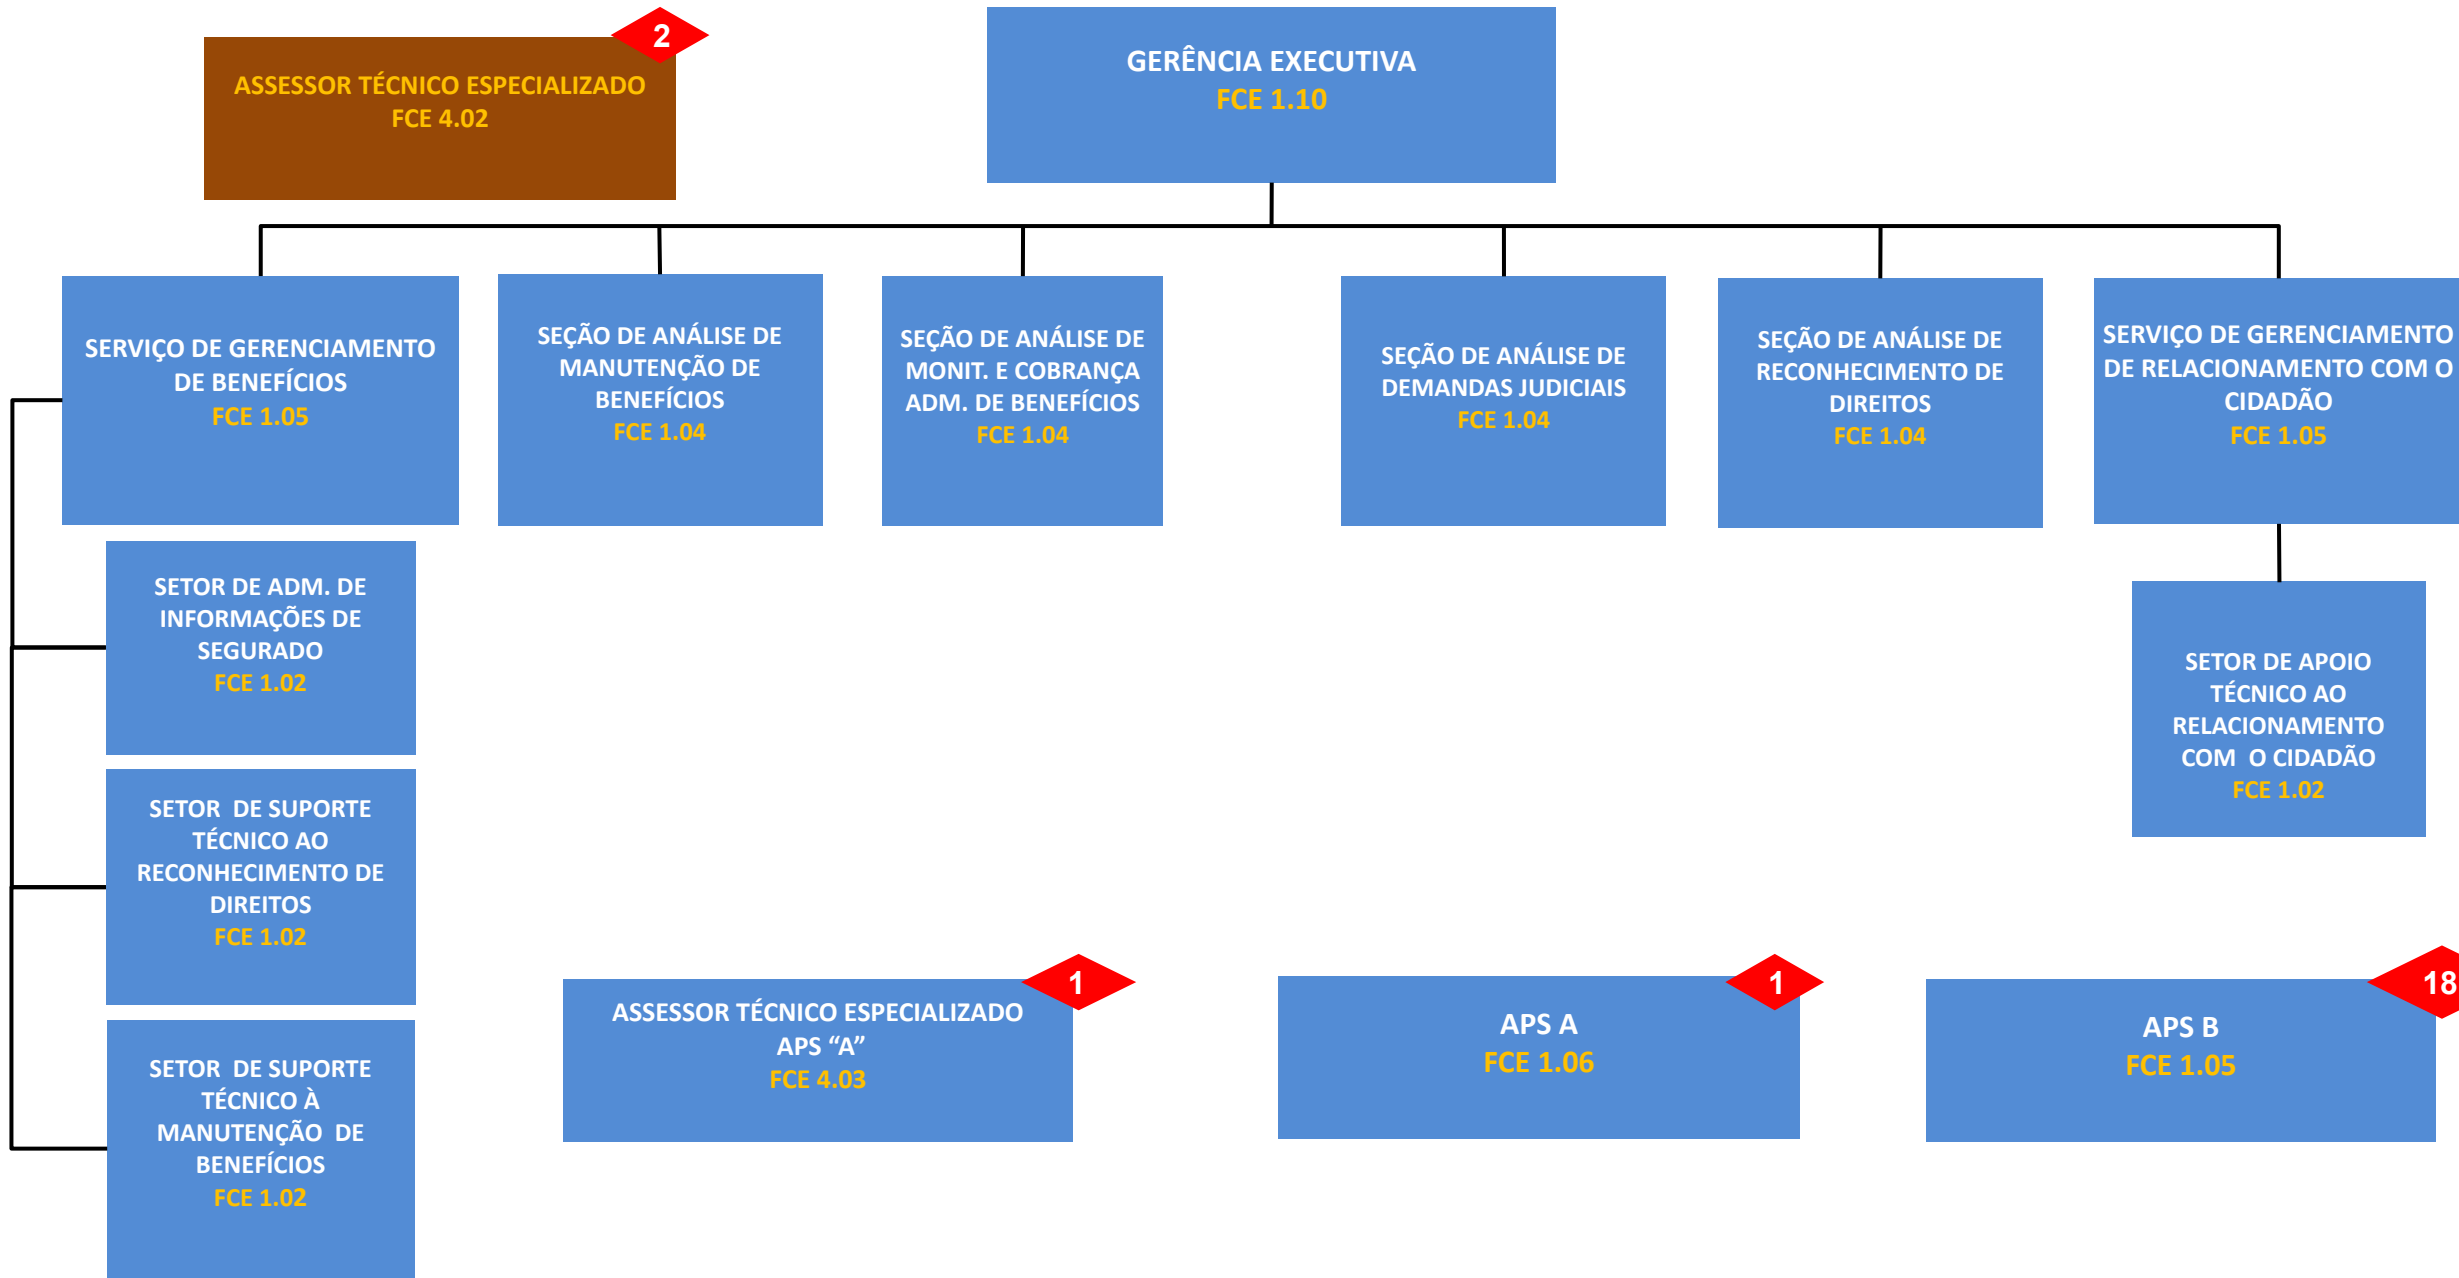 2
ASSESSOR TÉCNICO ESPECIALIZADO
FCE 4.02
GERÊNCIA EXECUTIVA
FCE 1.10
SERVIÇO DE GERENCIAMENTO
DE BENEFÍCIOS
FCE 1.05
SEÇÃO DE ANÁLISE DE
MANUTENÇÃO DE
BENEFÍCIOS
FCE 1.04
SEÇÃO DE ANÁLISE DE
MONIT. E COBRANÇA
ADM. DE BENEFÍCIOS
FCE 1.04
SEÇÃO DE ANÁLISE DE
DEMANDAS JUDICIAIS
FCE 1.04
SEÇÃO DE ANÁLISE DE
RECONHECIMENTO DE
DIREITOS
FCE 1.04
SERVIÇO DE GERENCIAMENTO
DE RELACIONAMENTO COM O
CIDADÃO
FCE 1.05
SETOR DE ADM. DE
INFORMAÇÕES DE
SEGURADO
FCE 1.02
SETOR DE SUPORTE
TÉCNICO AO
RECONHECIMENTO DE
DIREITOS
FCE 1.02
SETOR DE SUPORTE
TÉCNICO À
MANUTENÇÃO DE
BENEFÍCIOS
FCE 1.02
SETOR DE APOIO
TÉCNICO AO
RELACIONAMENTO
COM O CIDADÃO
FCE 1.02
1
ASSESSOR TÉCNICO ESPECIALIZADO
APS “A”
FCE 4.03
1
APS A
FCE 1.06
18
APS B
FCE 1.05